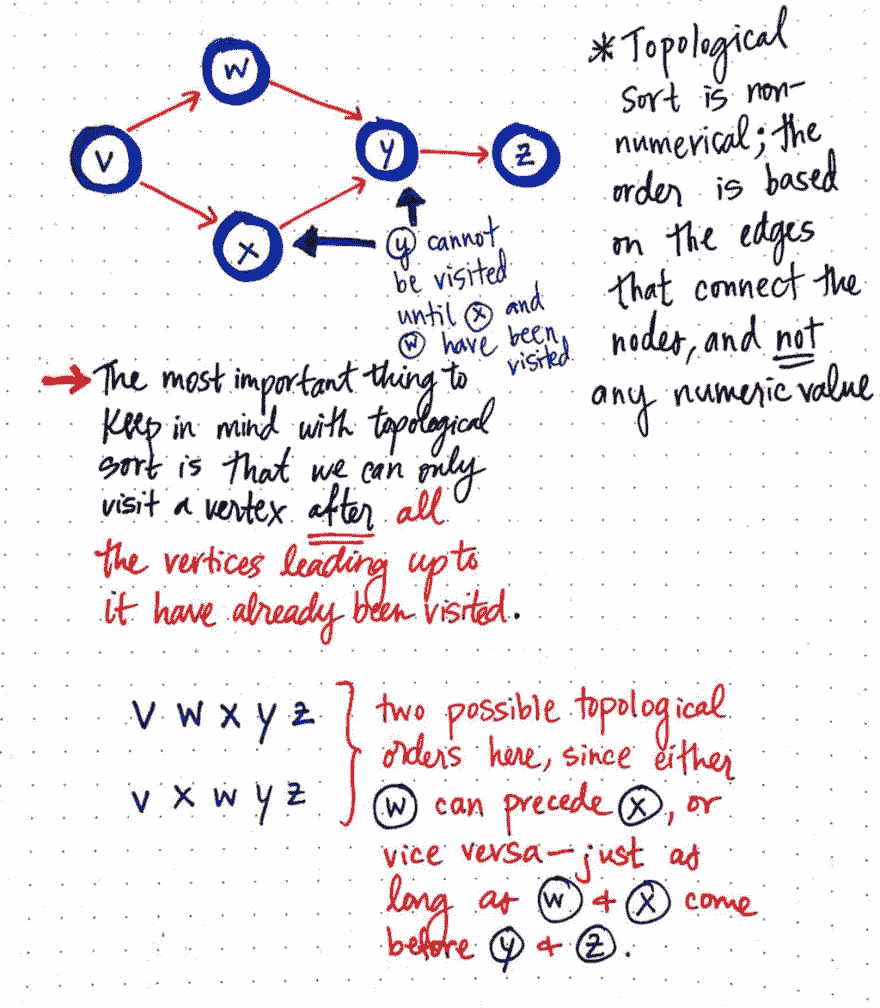 w
v
y
z
x
* Topological
sort is non-
numerical; the
order is based
on the edges
that connect the
nodes, and not
any numeric value
y cannot
be visited
until x and
w have been
visited
→ The most important thing to
keep in mind with topological
sort is that we can only
visit a vertex after all
the vertices leading up to
it have already been visited.
v w x y z
v x w y z
two possible topological
orders here, since either
w can precede x, or
vice versa—just as
long as w & x come
before y & z.